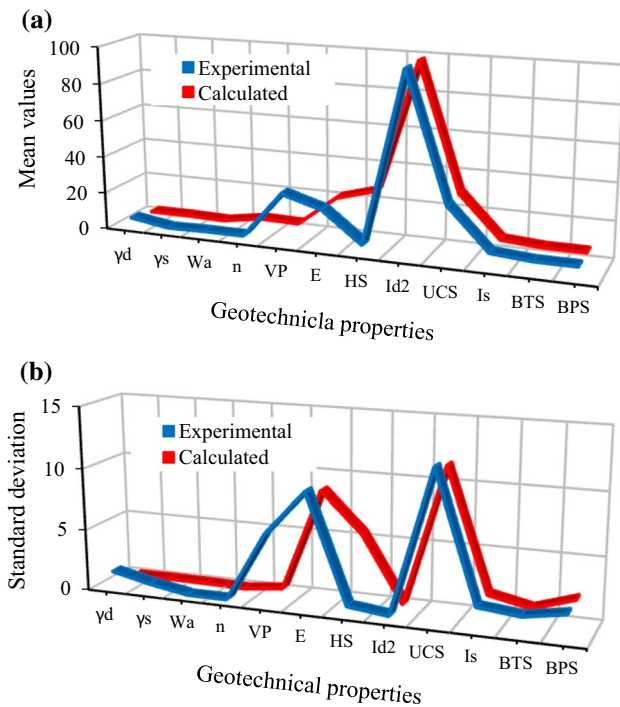 (a)
100
80
60
40
20
0
Mean values
Experimental
Calculated
γd γs Wa n VP E HS Id2 UCS Is BTS BPS
Geotechnicla properties
(b)
15
10
5
0
Standard deviation
Experimental
Calculated
γd γs Wa n VP E HS Id2 UCS Is BTS BPS
Geotechnical properties